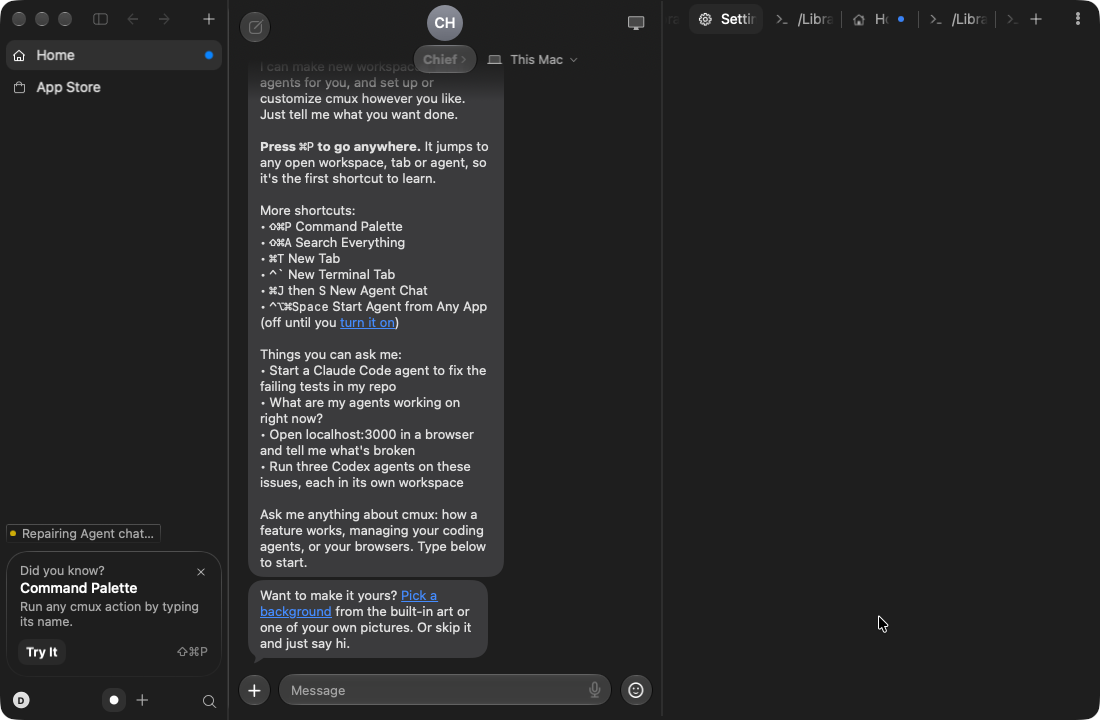 CH
Settin
/Libra
Ho
/Libra
Home
App Store
Chief
This Mac
I can make new workspac
agents for you, and set up or
customize cmux however you like.
Just tell me what you want done.
Press ⌘P to go anywhere. It jumps to
any open workspace, tab or agent, so
it's the first shortcut to learn.
More shortcuts:
• ⇧⌘P Command Palette
• ⇧⌘A Search Everything
• ⌘T New Tab
• ^` New Terminal Tab
• ⌘J then S New Agent Chat
• ^⌥⌘Space Start Agent from Any App
(off until you turn it on)
Things you can ask me:
• Start a Claude Code agent to fix the
failing tests in my repo
• What are my agents working on
right now?
• Open localhost:3000 in a browser
and tell me what's broken
• Run three Codex agents on these
issues, each in its own workspace
Ask me anything about cmux: how a
feature works, managing your coding
agents, or your browsers. Type below
to start.
Want to make it yours? Pick a
background from the built-in art or
one of your own pictures. Or skip it
and just say hi.
Message
Repairing Agent chat...
Did you know?
Command Palette
Run any cmux action by typing
its name.
Try It
⇧⌘P
D